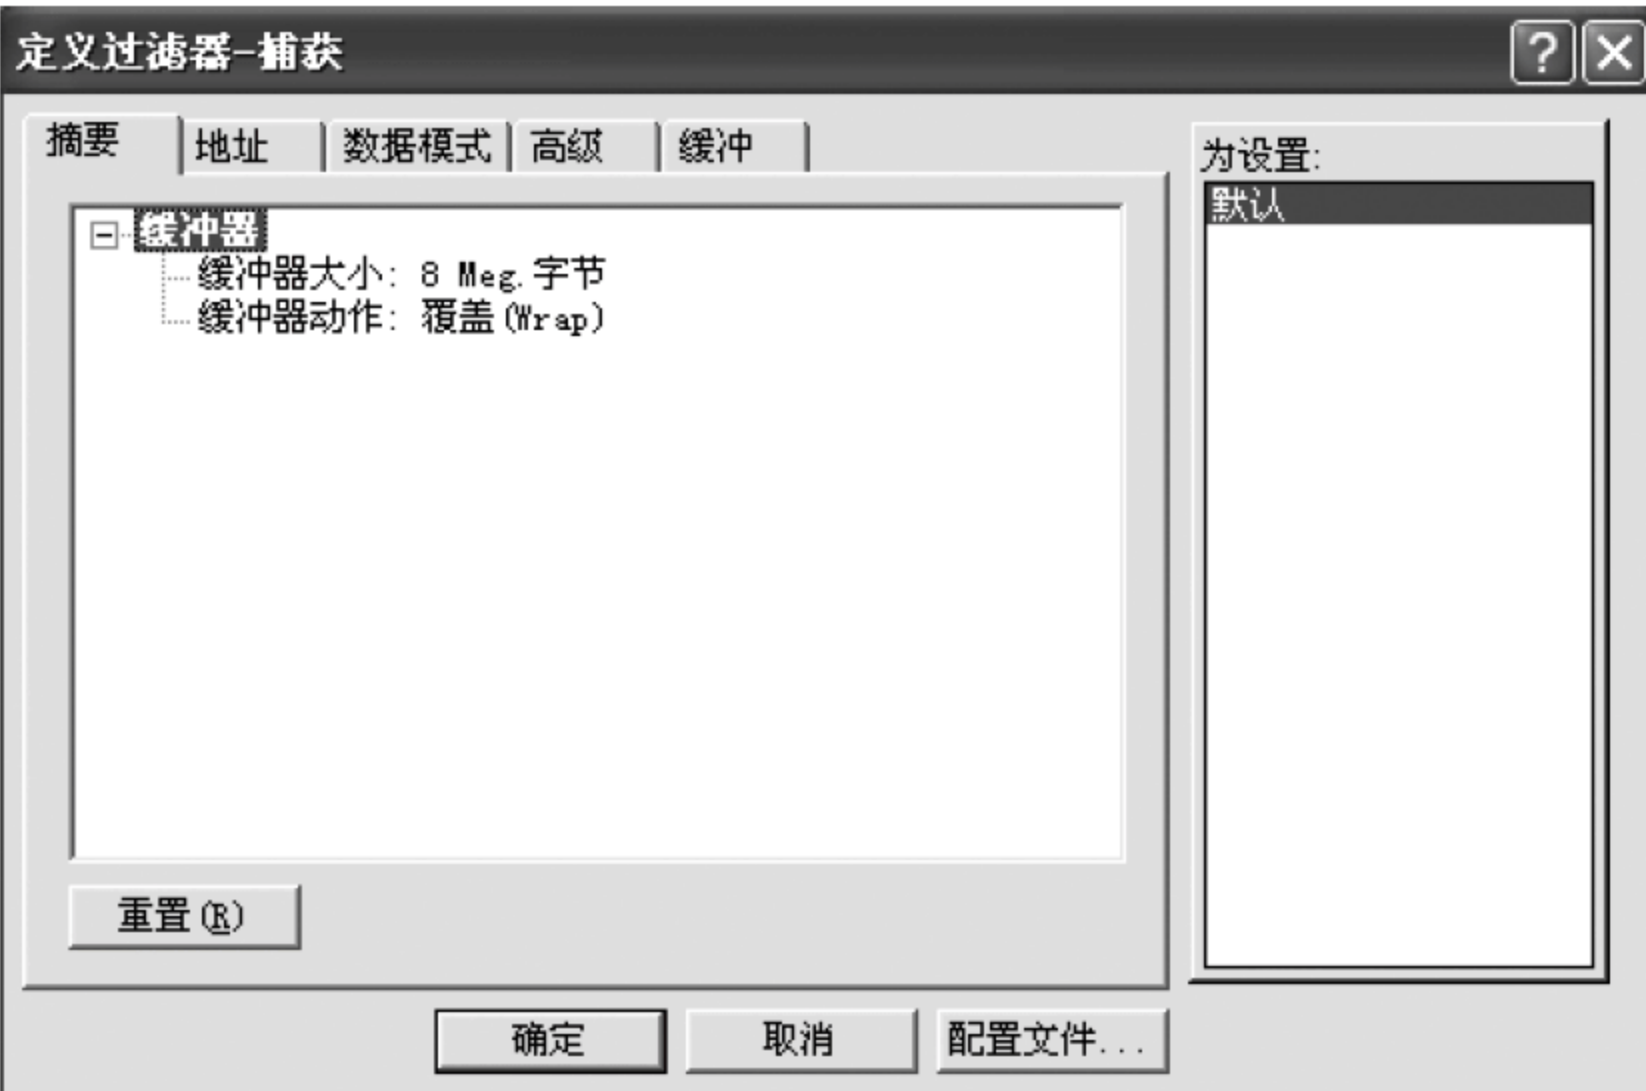 定义过滤器-捕获
摘要 地址 数据模式 高级 缓冲
为设置:
默认
缓冲器
缓冲器大小: 8 Meg.字节
缓冲器动作: 覆盖(Wrap)
重置(R)
确定 取消 配置文件...